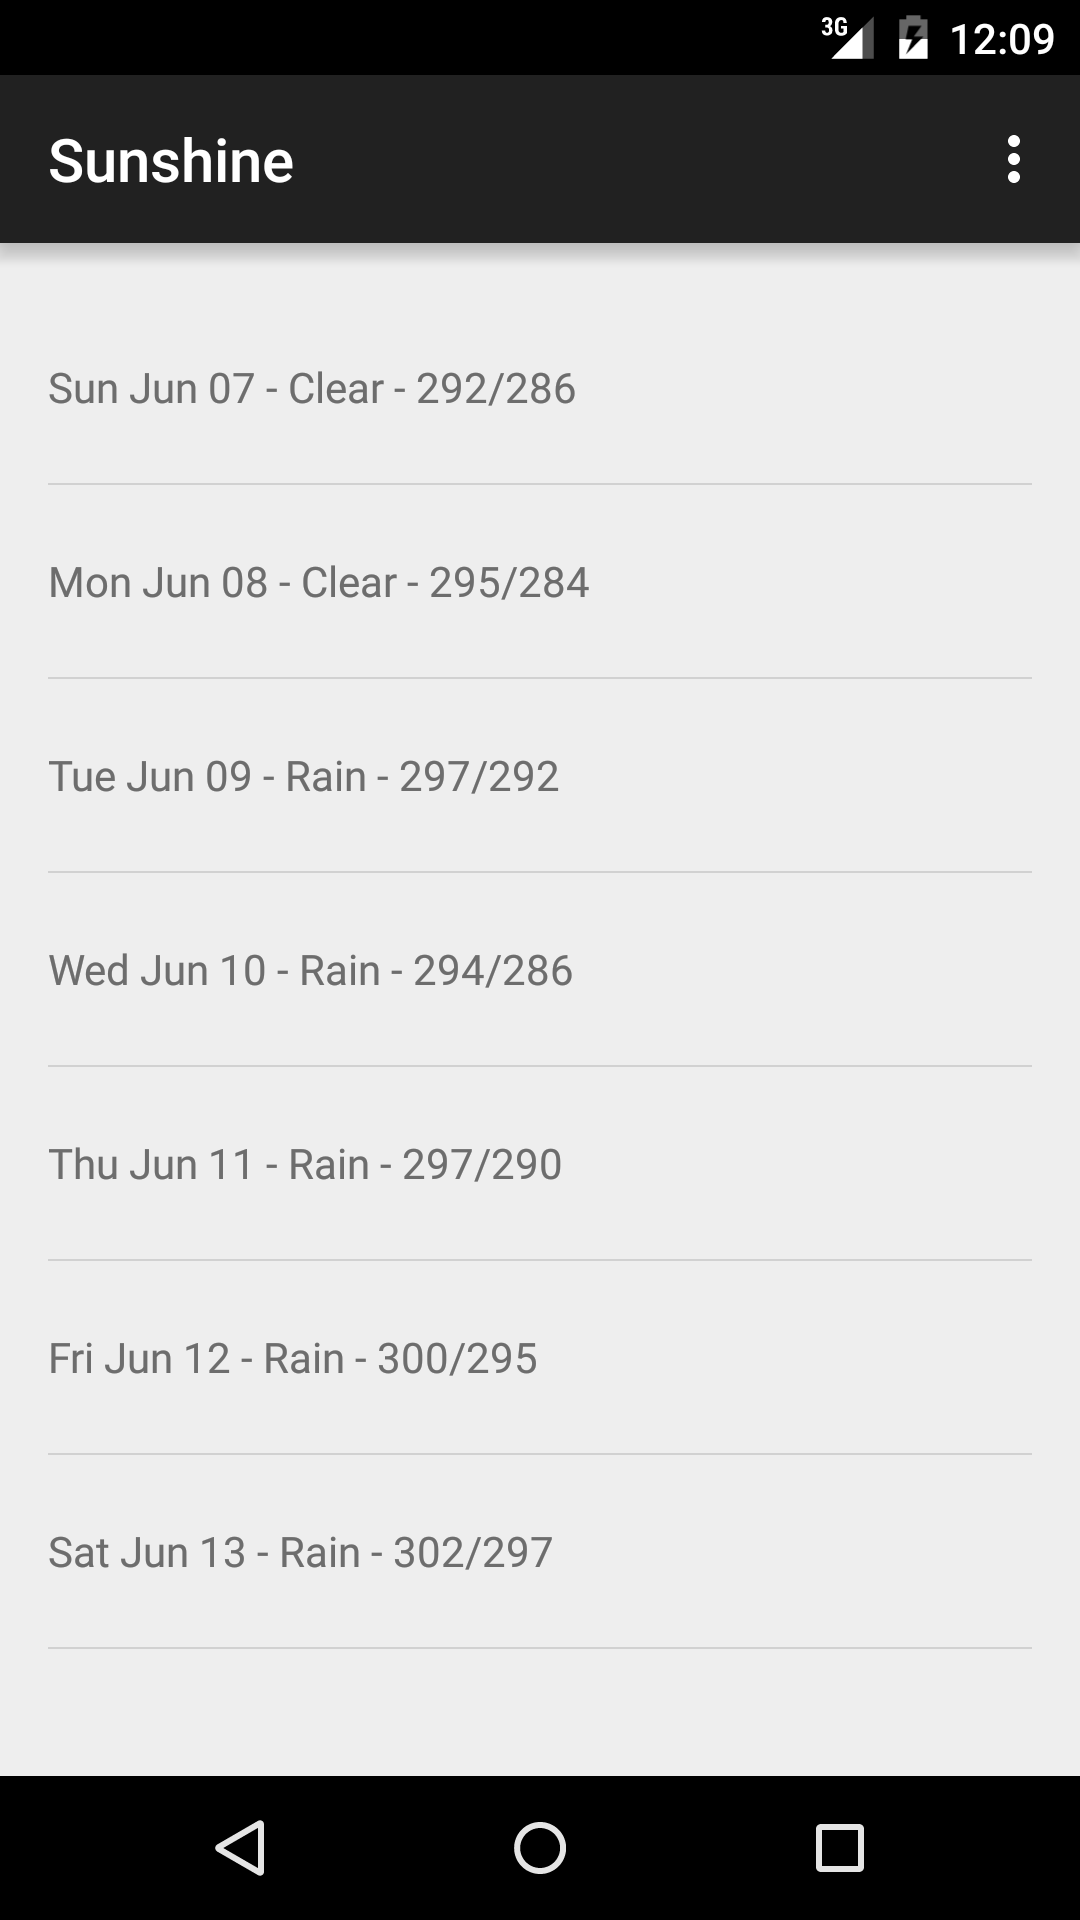 3G 12:09
Sunshine
Sun Jun 07 - Clear - 292/286
Mon Jun 08 - Clear - 295/284
Tue Jun 09 - Rain - 297/292
Wed Jun 10 - Rain - 294/286
Thu Jun 11 - Rain - 297/290
Fri Jun 12 - Rain - 300/295
Sat Jun 13 - Rain - 302/297